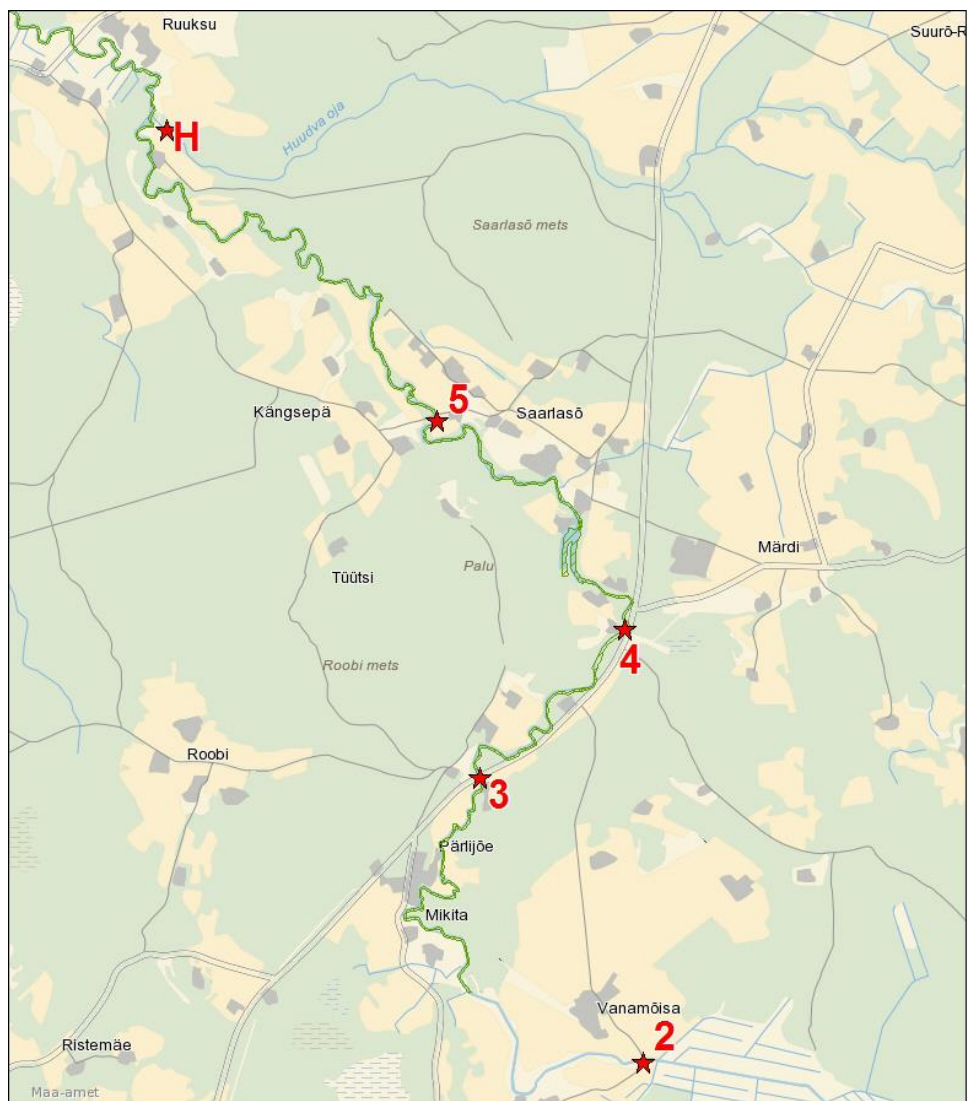 Ruuksu
Suurõ-R
Huudva oja
H
Saarlasõ mets
5
Kängsepä
Saarlasõ
Märdi
Palu
Tüütsi
4
Roobi mets
Roobi
3
Pärlijõe
Mikita
Vanamõisa
2
Ristemäe
Maa-amet